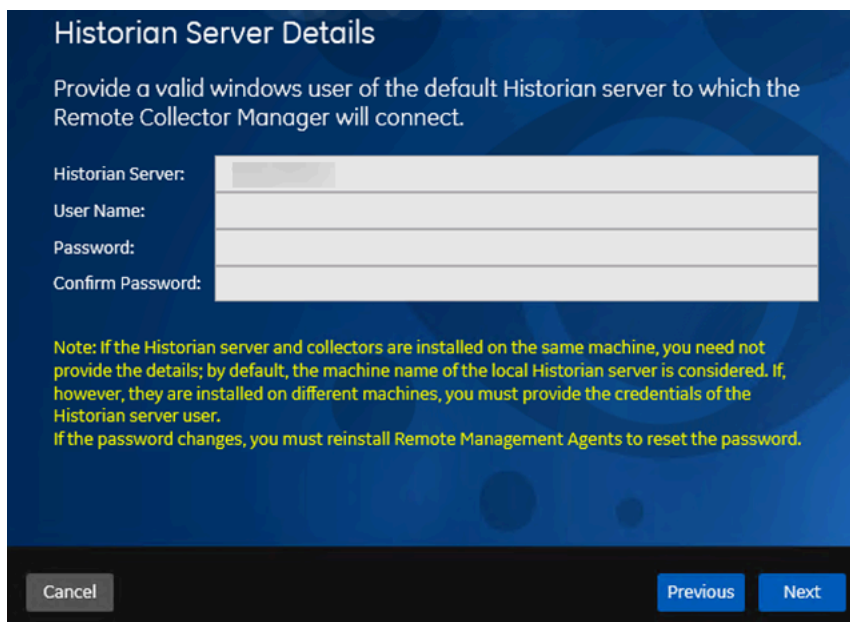 Historian Server Details
Provide a valid windows user of the default Historian server to which the
Remote Collector Manager will connect.
Historian Server:
User Name:
Password:
Confirm Password:
Note: If the Historian server and collectors are installed on the same machine, you need not
provide the details; by default, the machine name of the local Historian server is considered. If,
however, they are installed on different machines, you must provide the credentials of the
Historian server user.
If the password changes, you must reinstall Remote Management Agents to reset the password.
Cancel
Previous
Next